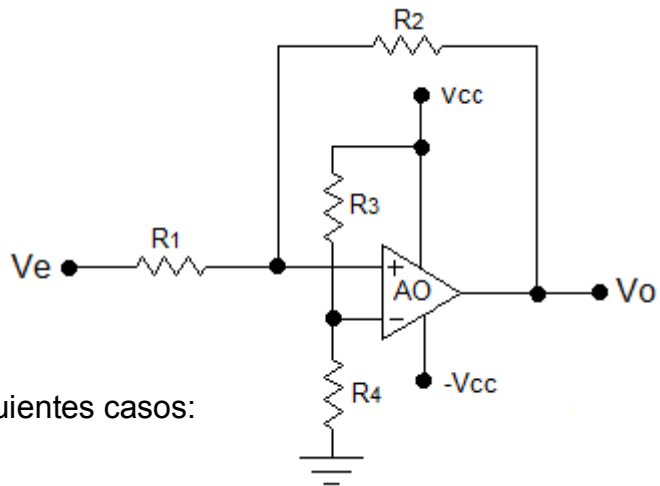 R2
Vcc
R3
R1
Ve
+
AO
Vo
−
-Vcc
R4
uientes casos: